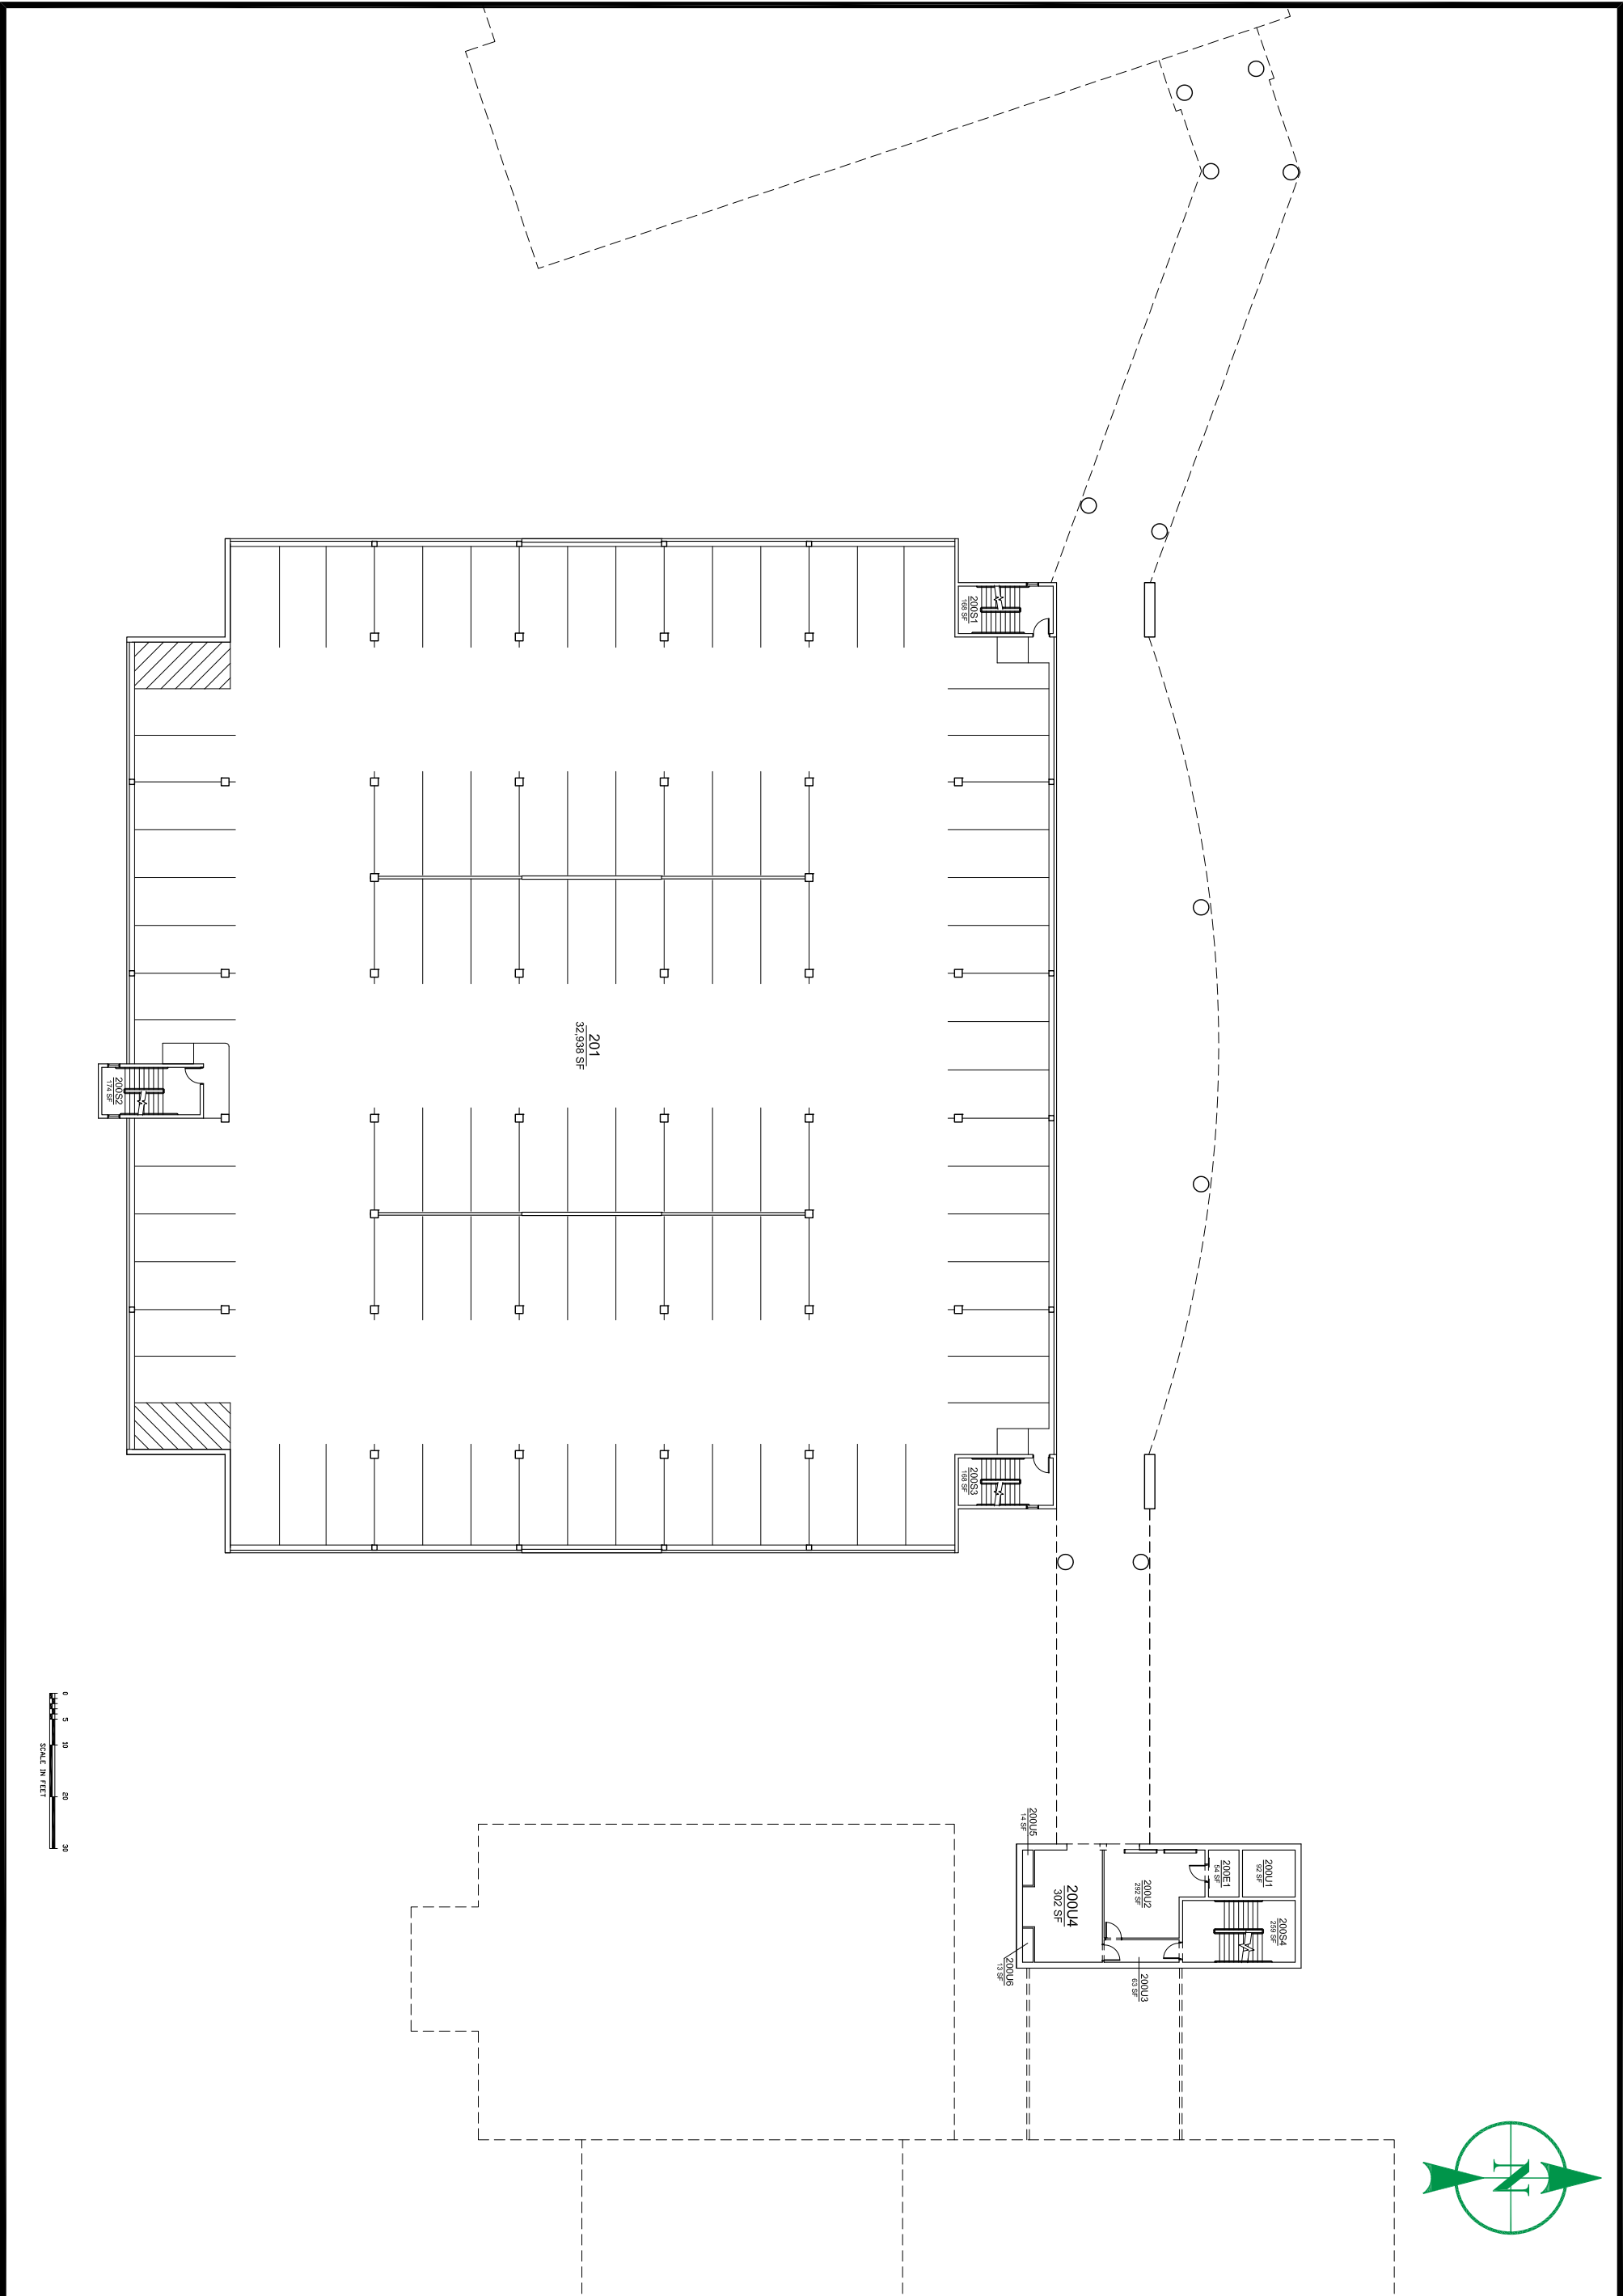 200S1
168 SF
201
32,938 SF
200S2
174 SF
200S3
168 SF
200U5
14 SF
200U4
302 SF
200U2
292 SF
200E1
54 SF
200U1
92 SF
200S4
259 SF
200U6
13 SF
200U3
63 SF
0 5 10 20 30
SCALE IN FEET
N